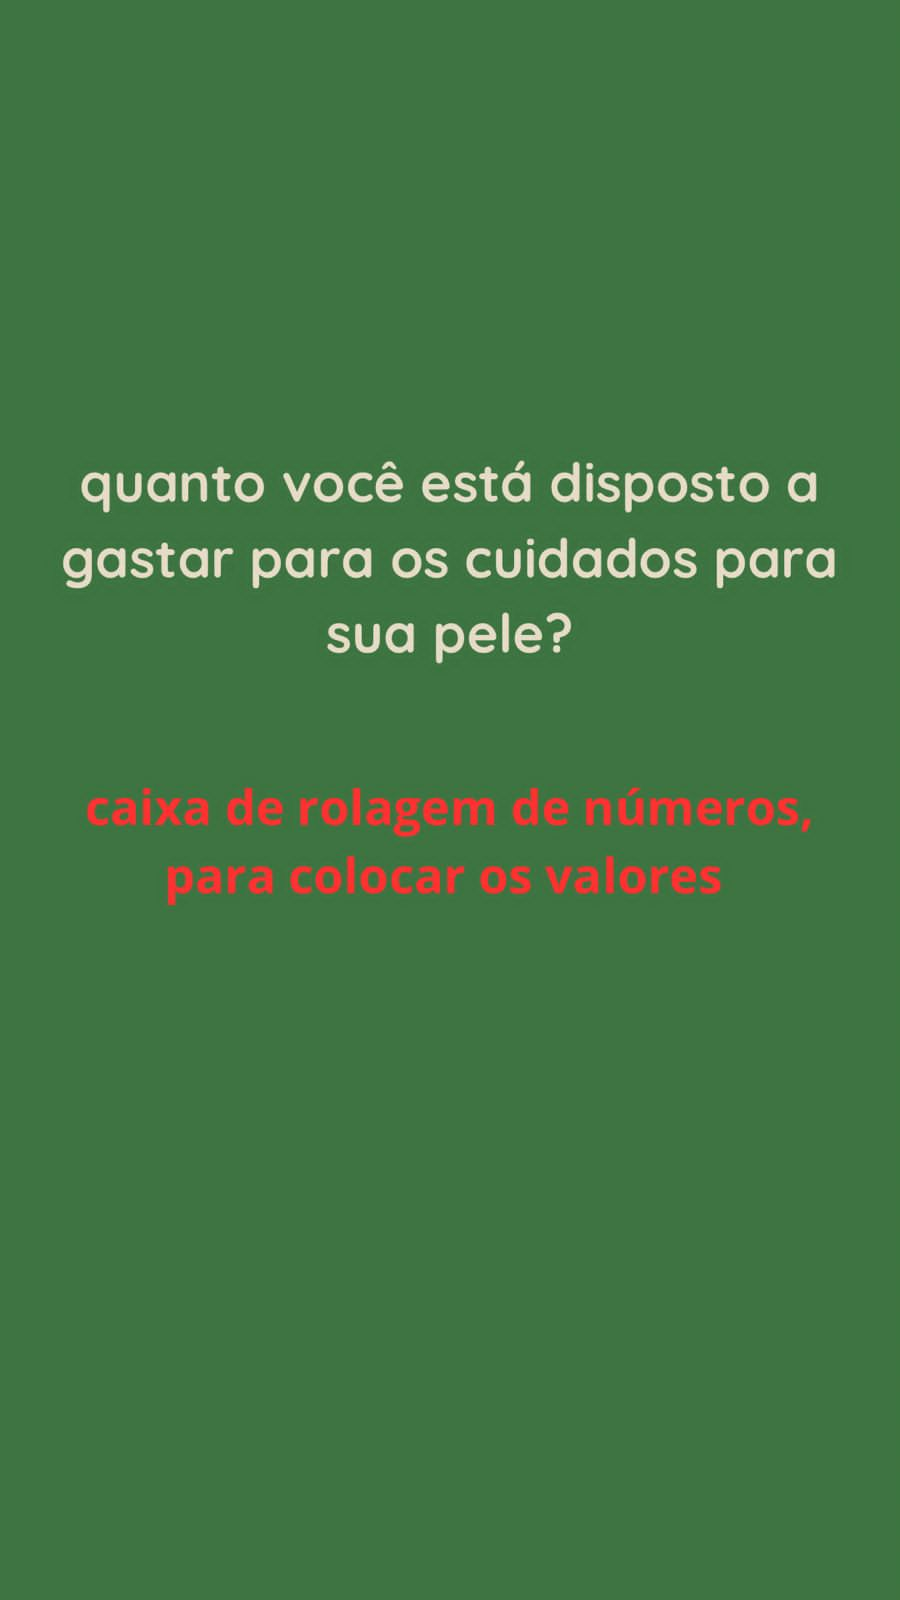 quanto você está disposto a
gastar para os cuidados para
sua pele?
caixa de rolagem de números,
para colocar os valores